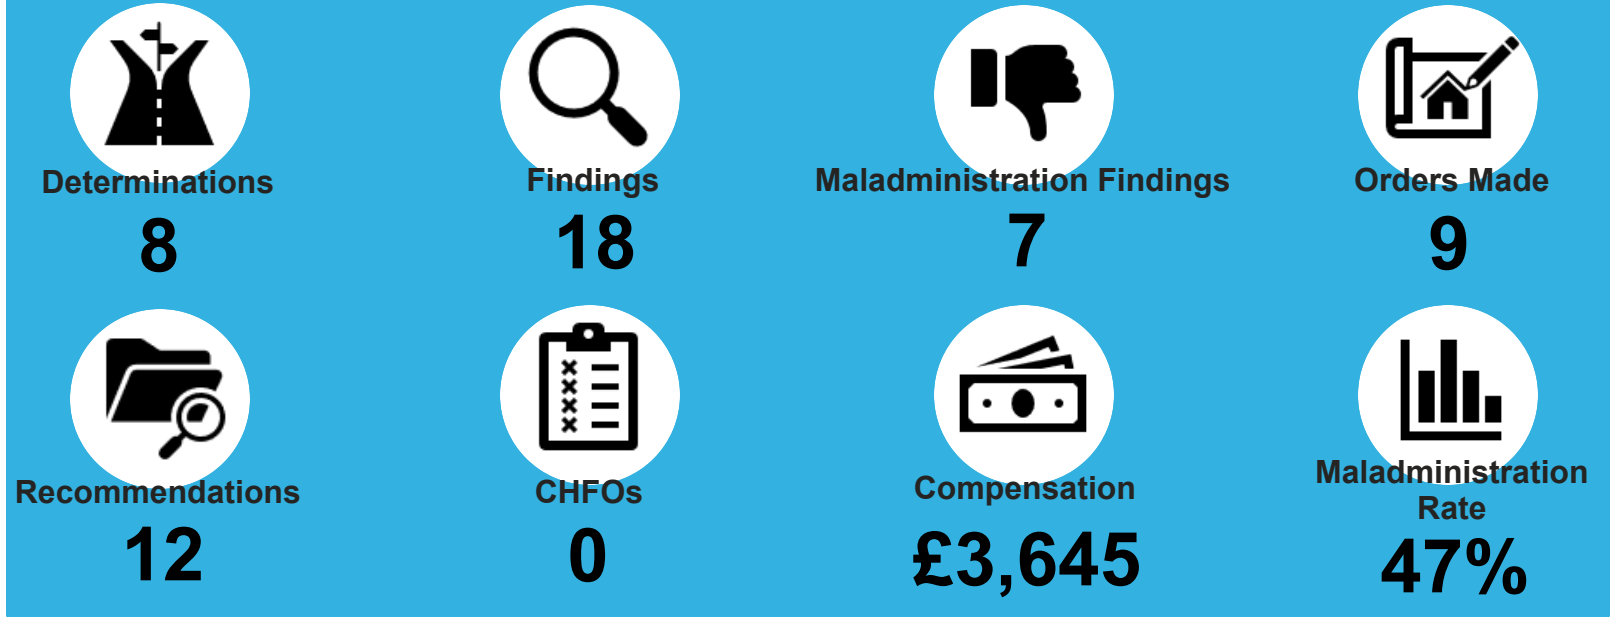 Determinations
8
Findings
18
Maladministration Findings
7
Orders Made
9
Recommendations
12
CHFOs
0
Compensation
£3,645
Maladministration
Rate
47%